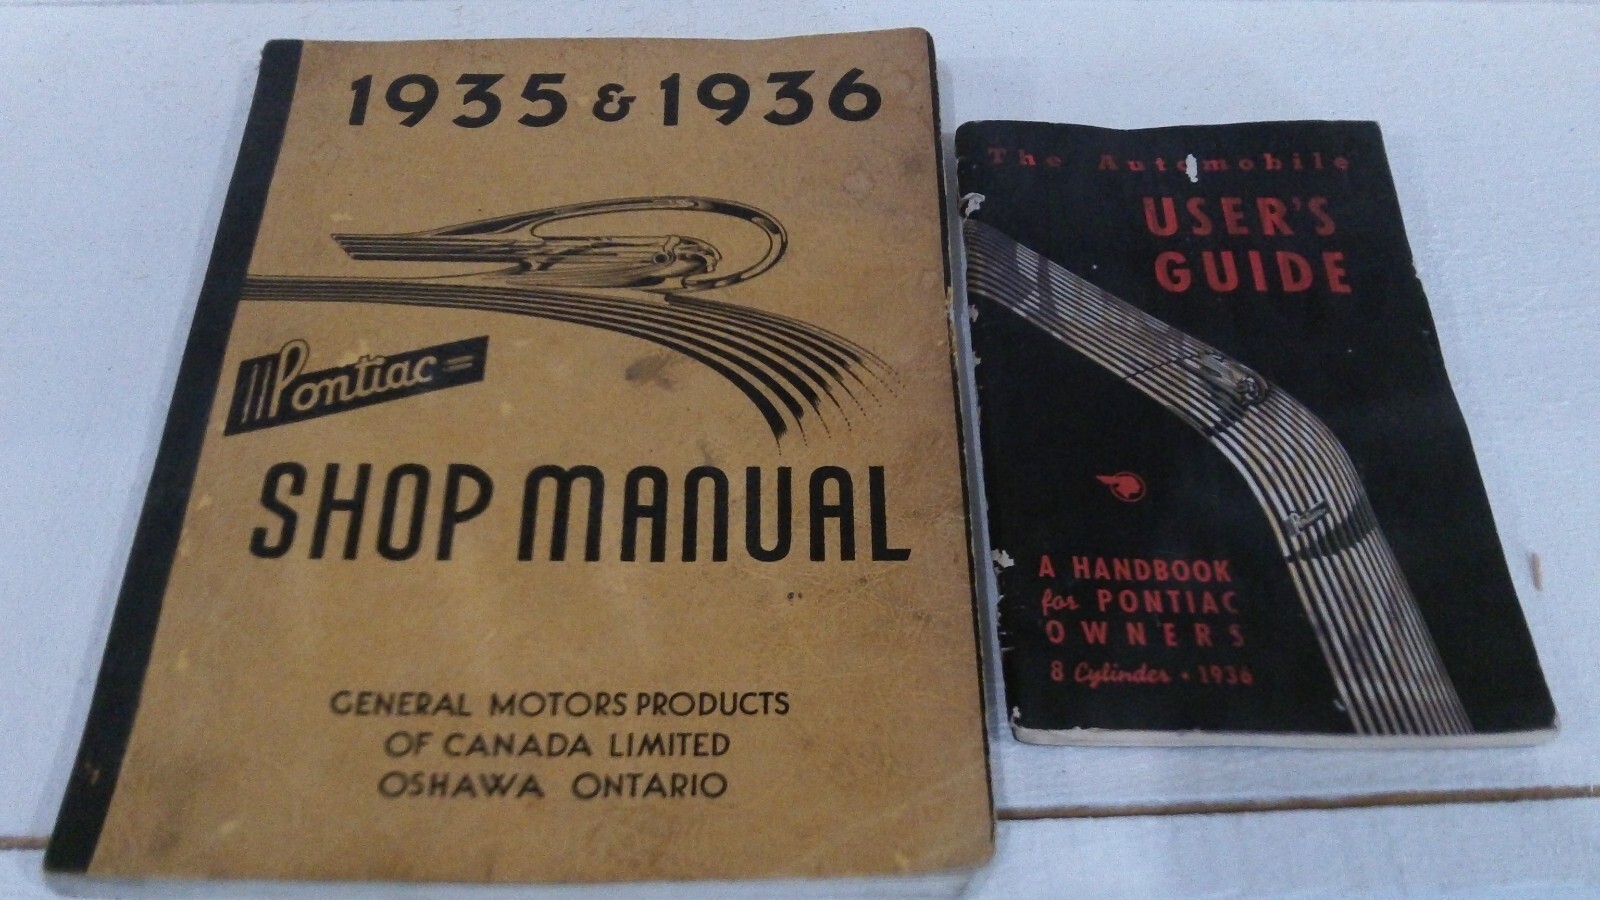 1935 & 1936
Pontiac
SHOP MANUAL
GENERAL MOTORS PRODUCTS
OF CANADA LIMITED
OSHAWA ONTARIO
The Automobile
USER'S
GUIDE
A HANDBOOK
for PONTIAC
OWNERS
8 Cylinder • 1936